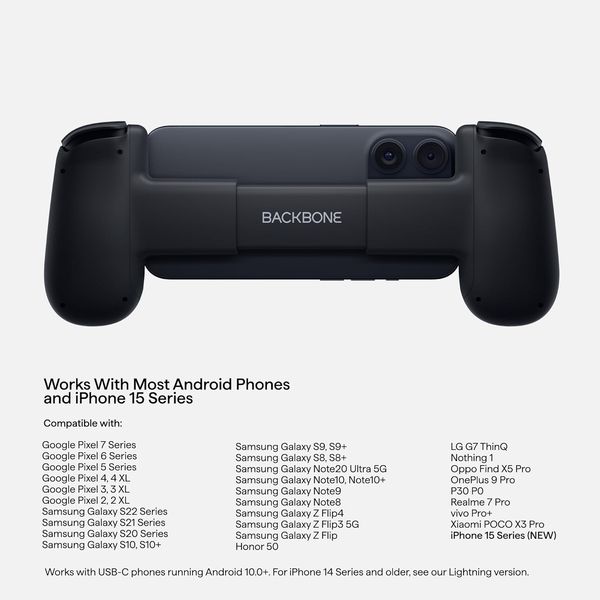 BACKBONE
Works With Most Android Phones
and iPhone 15 Series
Compatible with:
Google Pixel 7 Series
Google Pixel 6 Series
Google Pixel 5 Series
Google Pixel 4, 4 XL
Google Pixel 3, 3 XL
Google Pixel 2, 2 XL
Samsung Galaxy S22 Series
Samsung Galaxy S21 Series
Samsung Galaxy S20 Series
Samsung Galaxy S10, S10+
Samsung Galaxy S9, S9+
Samsung Galaxy S8, S8+
Samsung Galaxy Note20 Ultra 5G
Samsung Galaxy Note10, Note10+
Samsung Galaxy Note9
Samsung Galaxy Note8
Samsung Galaxy Z Flip4
Samsung Galaxy Z Flip3 5G
Samsung Galaxy Z Flip
Honor 50
LG G7 ThinQ
Nothing 1
Oppo Find X5 Pro
OnePlus 9 Pro
P30 P0
Realme 7 Pro
vivo Pro+
Xiaomi POCO X3 Pro
iPhone 15 Series (NEW)
Works with USB-C phones running Android 10.0+. For iPhone 14 Series and older, see our Lightning version.